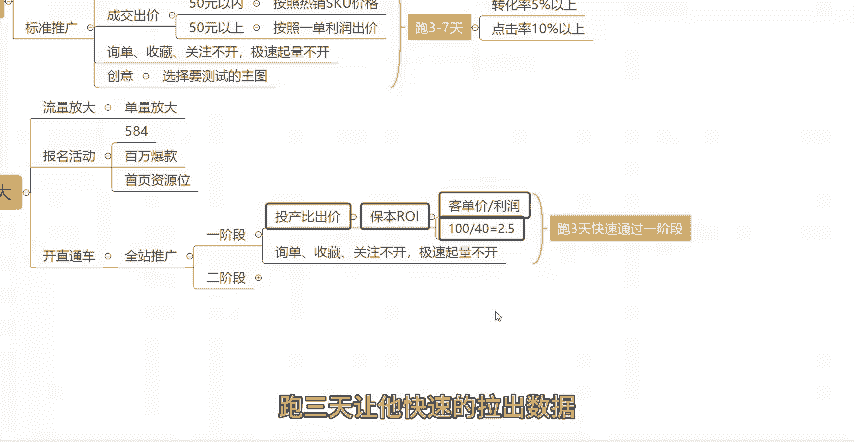 50元以内
按照热销SKU价格
转化率5%以上
成交出价
标准推广
50元以上
按照一单利润出价
跑3-7天
点击率10%以上
询单、收藏、关注不开，极速起量不开
创意
选择要测试的主图
流量放大
单量放大
584
报名活动
百万爆款
首页资源位
大
客单价/利润
投产比出价
保本ROI
100/40=2.5
跑3天快速通过一阶段
一阶段
询单、收藏、关注不开，极速起量不开
开直通车
全站推广
二阶段
跑三天让他快速的拉出数据